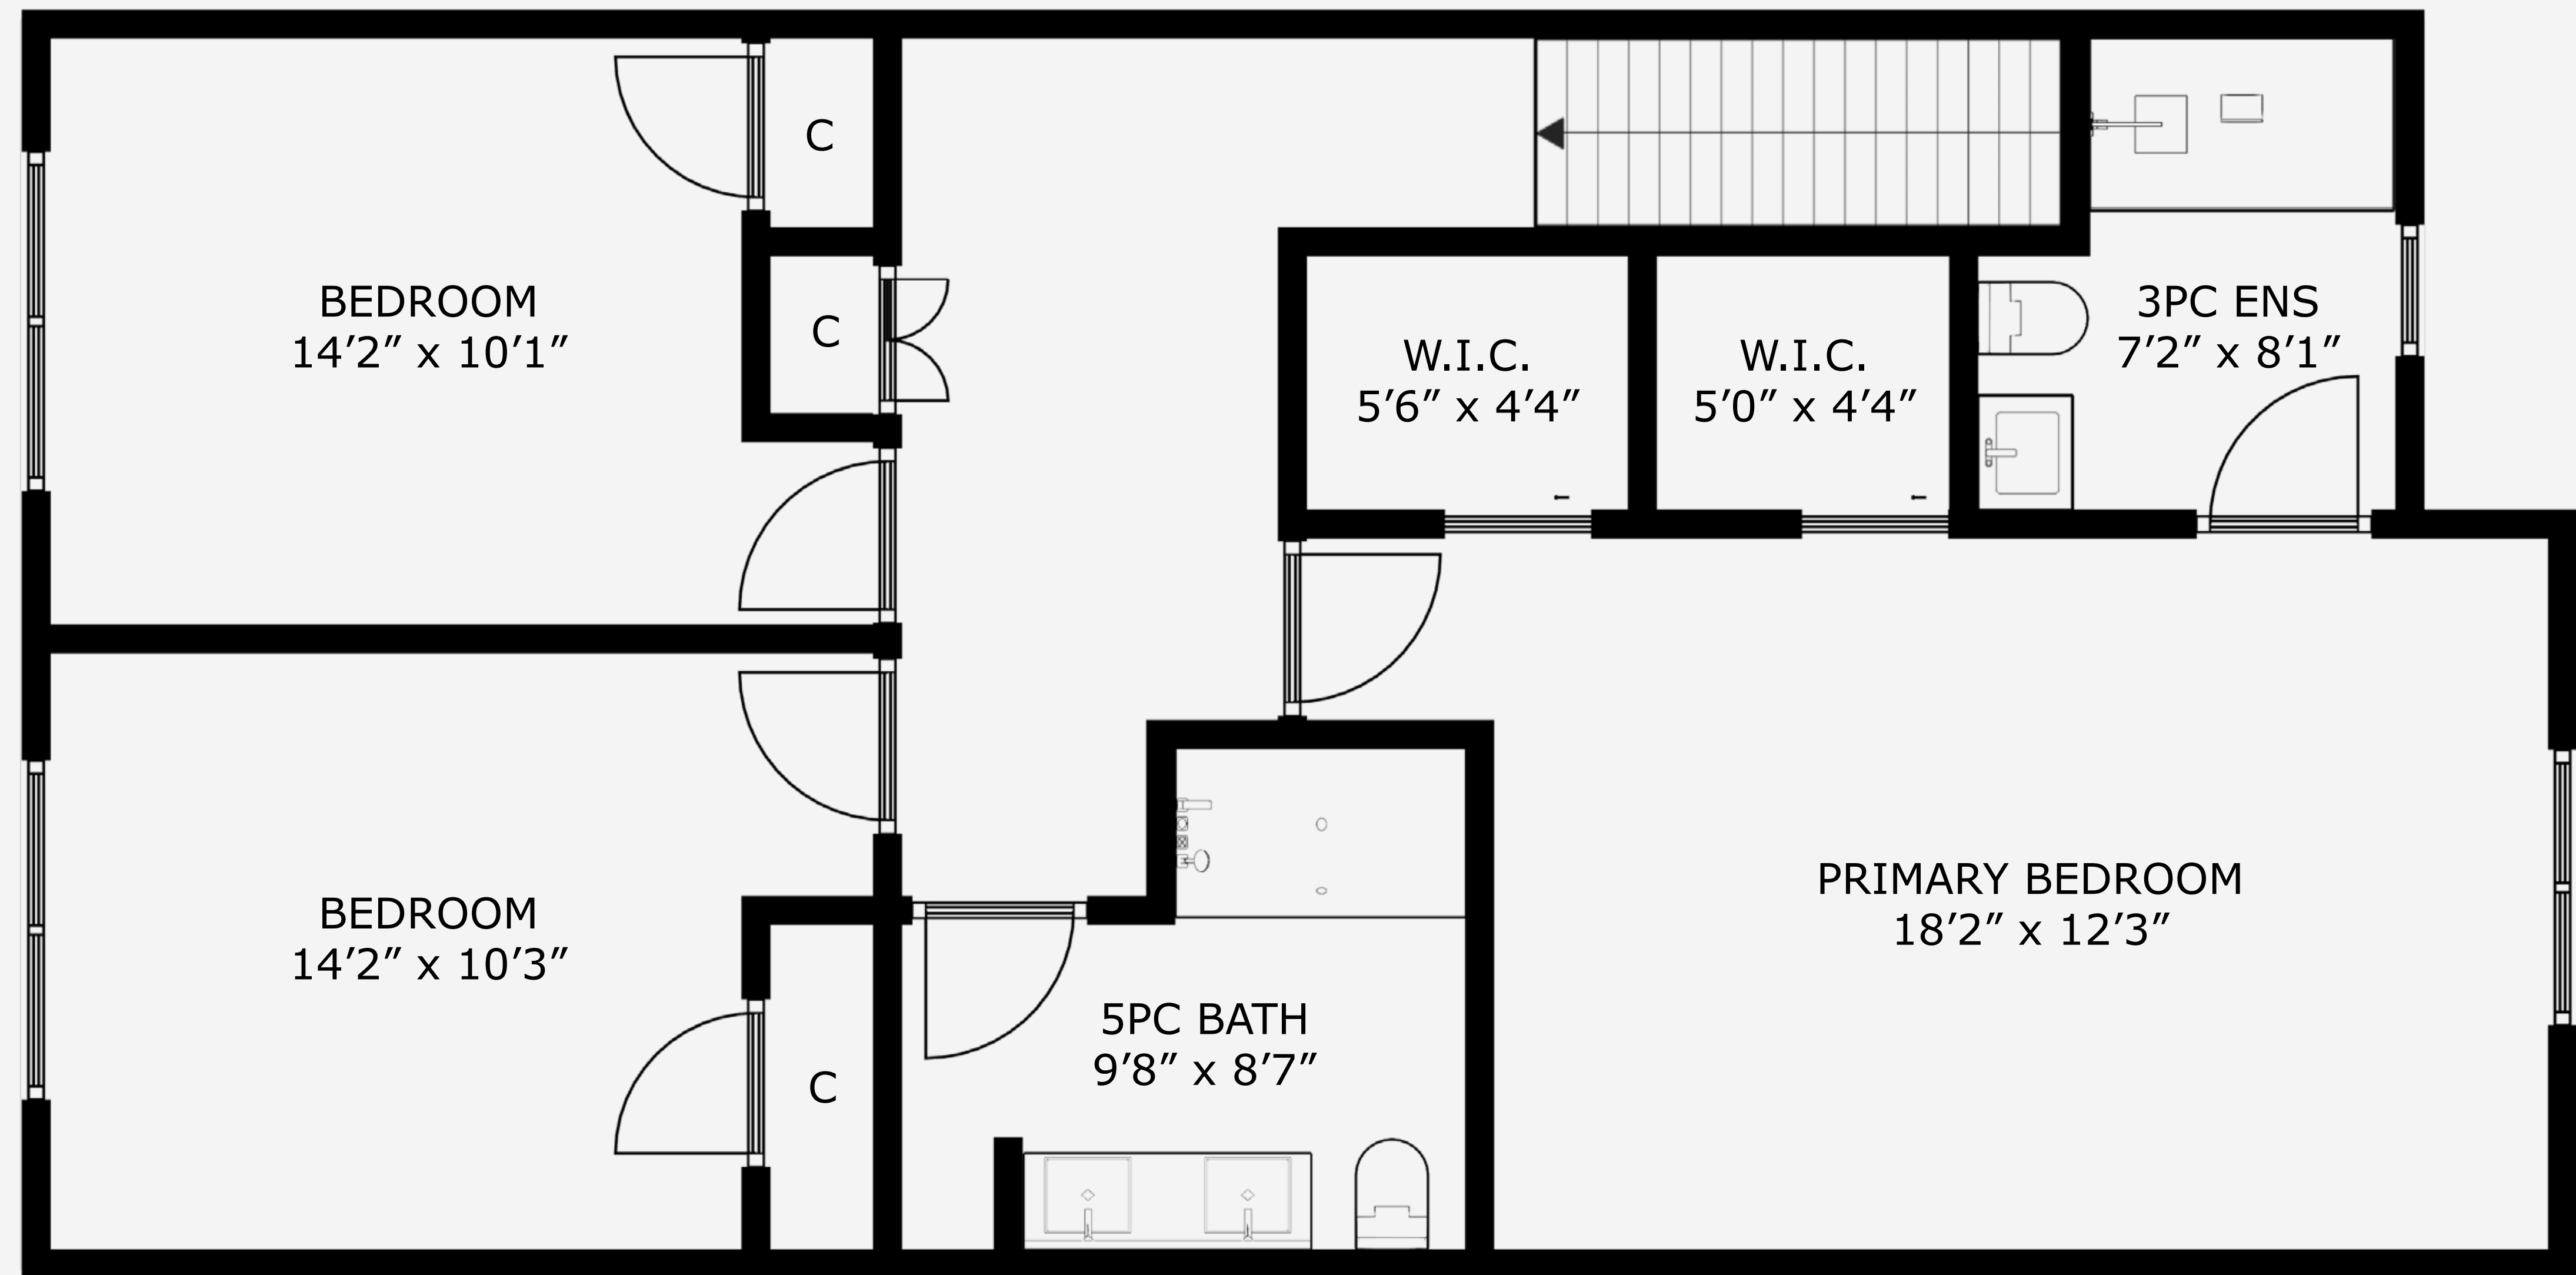 C
BEDROOM
14′2″ x 10′1″
C
W.I.C.
5′6″ x 4′4″
W.I.C.
5′0″ x 4′4″
3PC ENS
7′2″ x 8′1″
BEDROOM
14′2″ x 10′3″
C
5PC BATH
9′8″ x 8′7″
PRIMARY BEDROOM
18′2″ x 12′3″